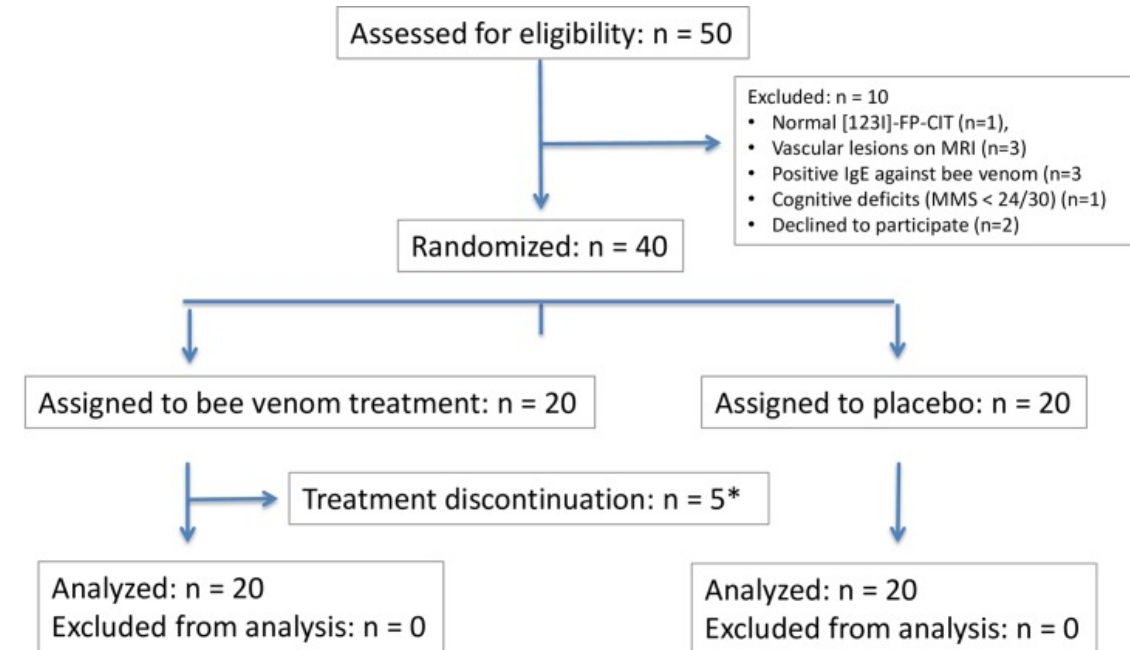 Assessed for eligibility: n = 50
Excluded: n = 10
• Normal [123I]-FP-CIT (n=1),
• Vascular lesions on MRI (n=3)
• Positive IgE against bee venom (n=3
• Cognitive deficits (MMS < 24/30) (n=1)
• Declined to participate (n=2)
Randomized: n = 40
Assigned to bee venom treatment: n = 20
Assigned to placebo: n = 20
Treatment discontinuation: n = 5*
Analyzed: n = 20
Excluded from analysis: n = 0
Analyzed: n = 20
Excluded from analysis: n = 0